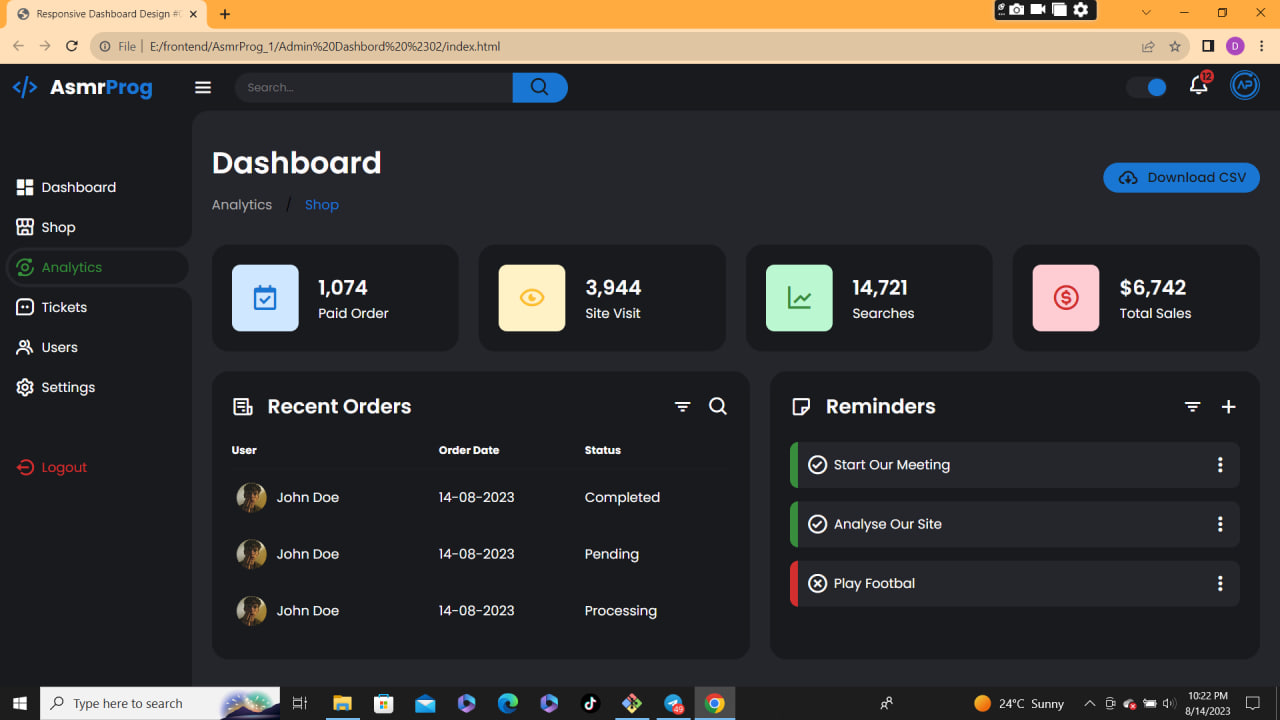 Responsive Dashboard Design #
File
E:/frontend/AsmrProg_1/Admin%20Dashbord%20%2302/index.html
D
AsmrProg
Search...
12
AP
Dashboard
Analytics / Shop
Download CSV
Dashboard
Shop
Analytics
Tickets
Users
Settings
Logout
1,074
Paid Order
3,944
Site Visit
14,721
Searches
$6,742
Total Sales
Recent Orders
User Order Date Status
John Doe 14-08-2023 Completed
John Doe 14-08-2023 Pending
John Doe 14-08-2023 Processing
Reminders
Start Our Meeting
Analyse Our Site
Play Footbal
Type here to search
49
24°C Sunny
10:22 PM
8/14/2023